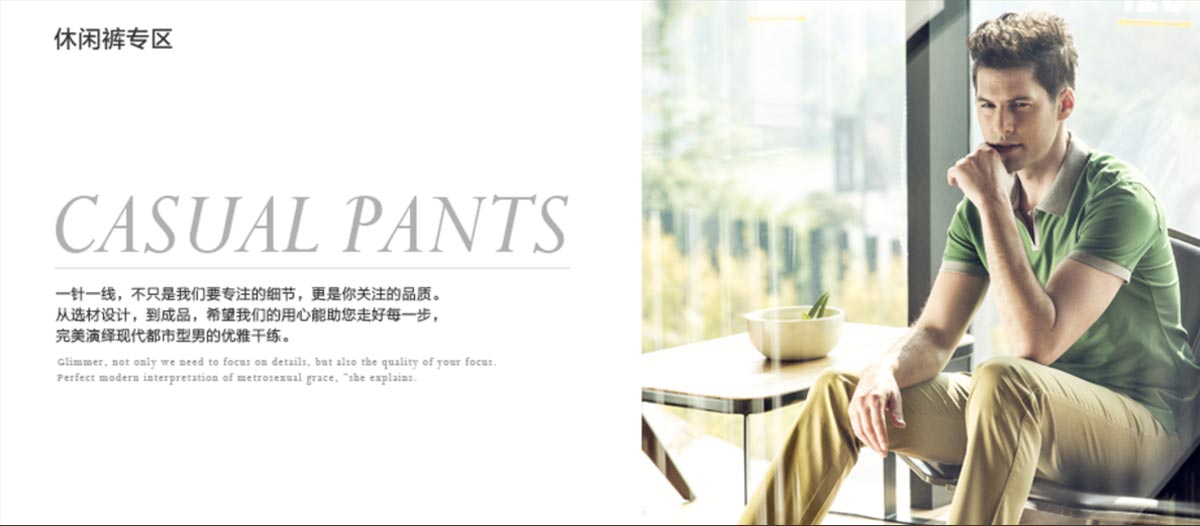 休闲裤专区
CASUAL PANTS
一针一线，不只是我们要专注的细节，更是你关注的品质。
从选材设计，到成品，希望我们的用心能助您走好每一步，
完美演绎现代都市型男的优雅干练。
Glimmer, not only we need to focus on details, but also the quality of your focus.
Perfect modern interpretation of metrosexual grace, "she explains.